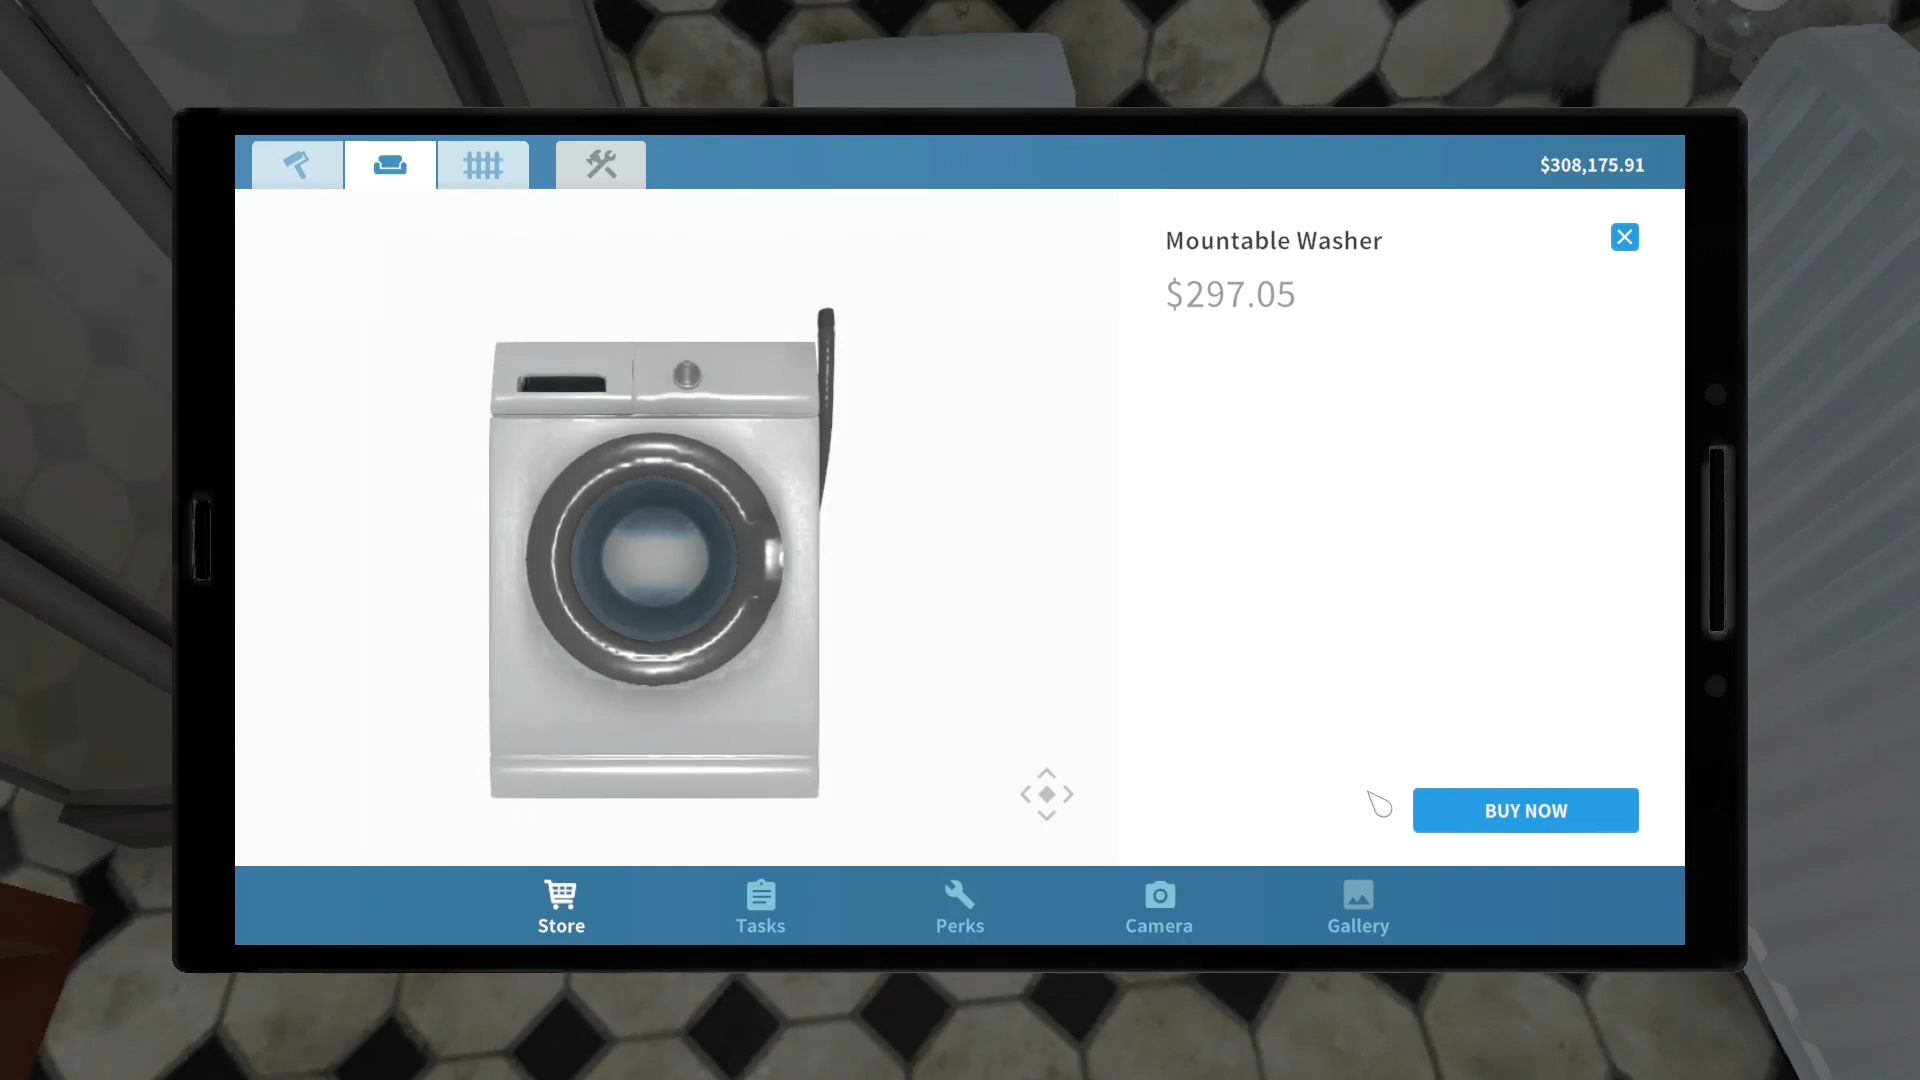 $308,175.91
Mountable Washer
$297.05
BUY NOW
Store
Tasks
Perks
Camera
Gallery